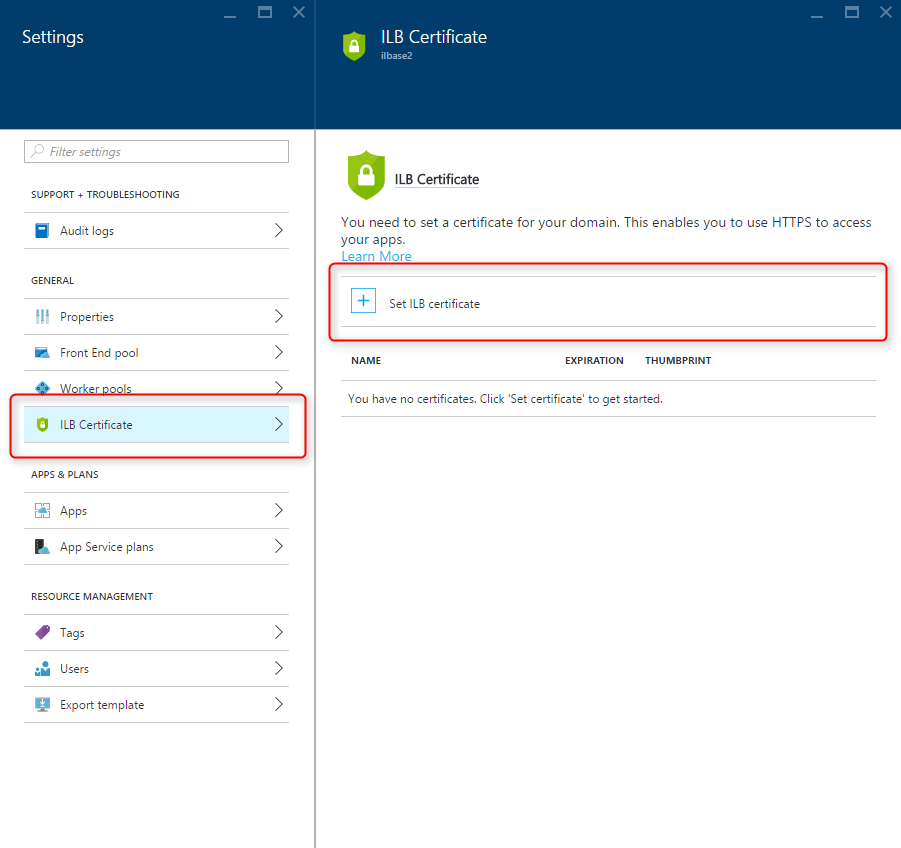 Settings
Filter settings
SUPPORT + TROUBLESHOOTING
Audit logs
GENERAL
Properties
Front End pool
Worker pools
ILB Certificate
APPS & PLANS
Apps
App Service plans
RESOURCE MANAGEMENT
Tags
Users
Export template
ILB Certificate
ilbase2
ILB Certificate
You need to set a certificate for your domain. This enables you to use HTTPS to access
your apps.
Learn More
Set ILB certificate
NAME EXPIRATION THUMBPRINT
You have no certificates. Click 'Set certificate' to get started.